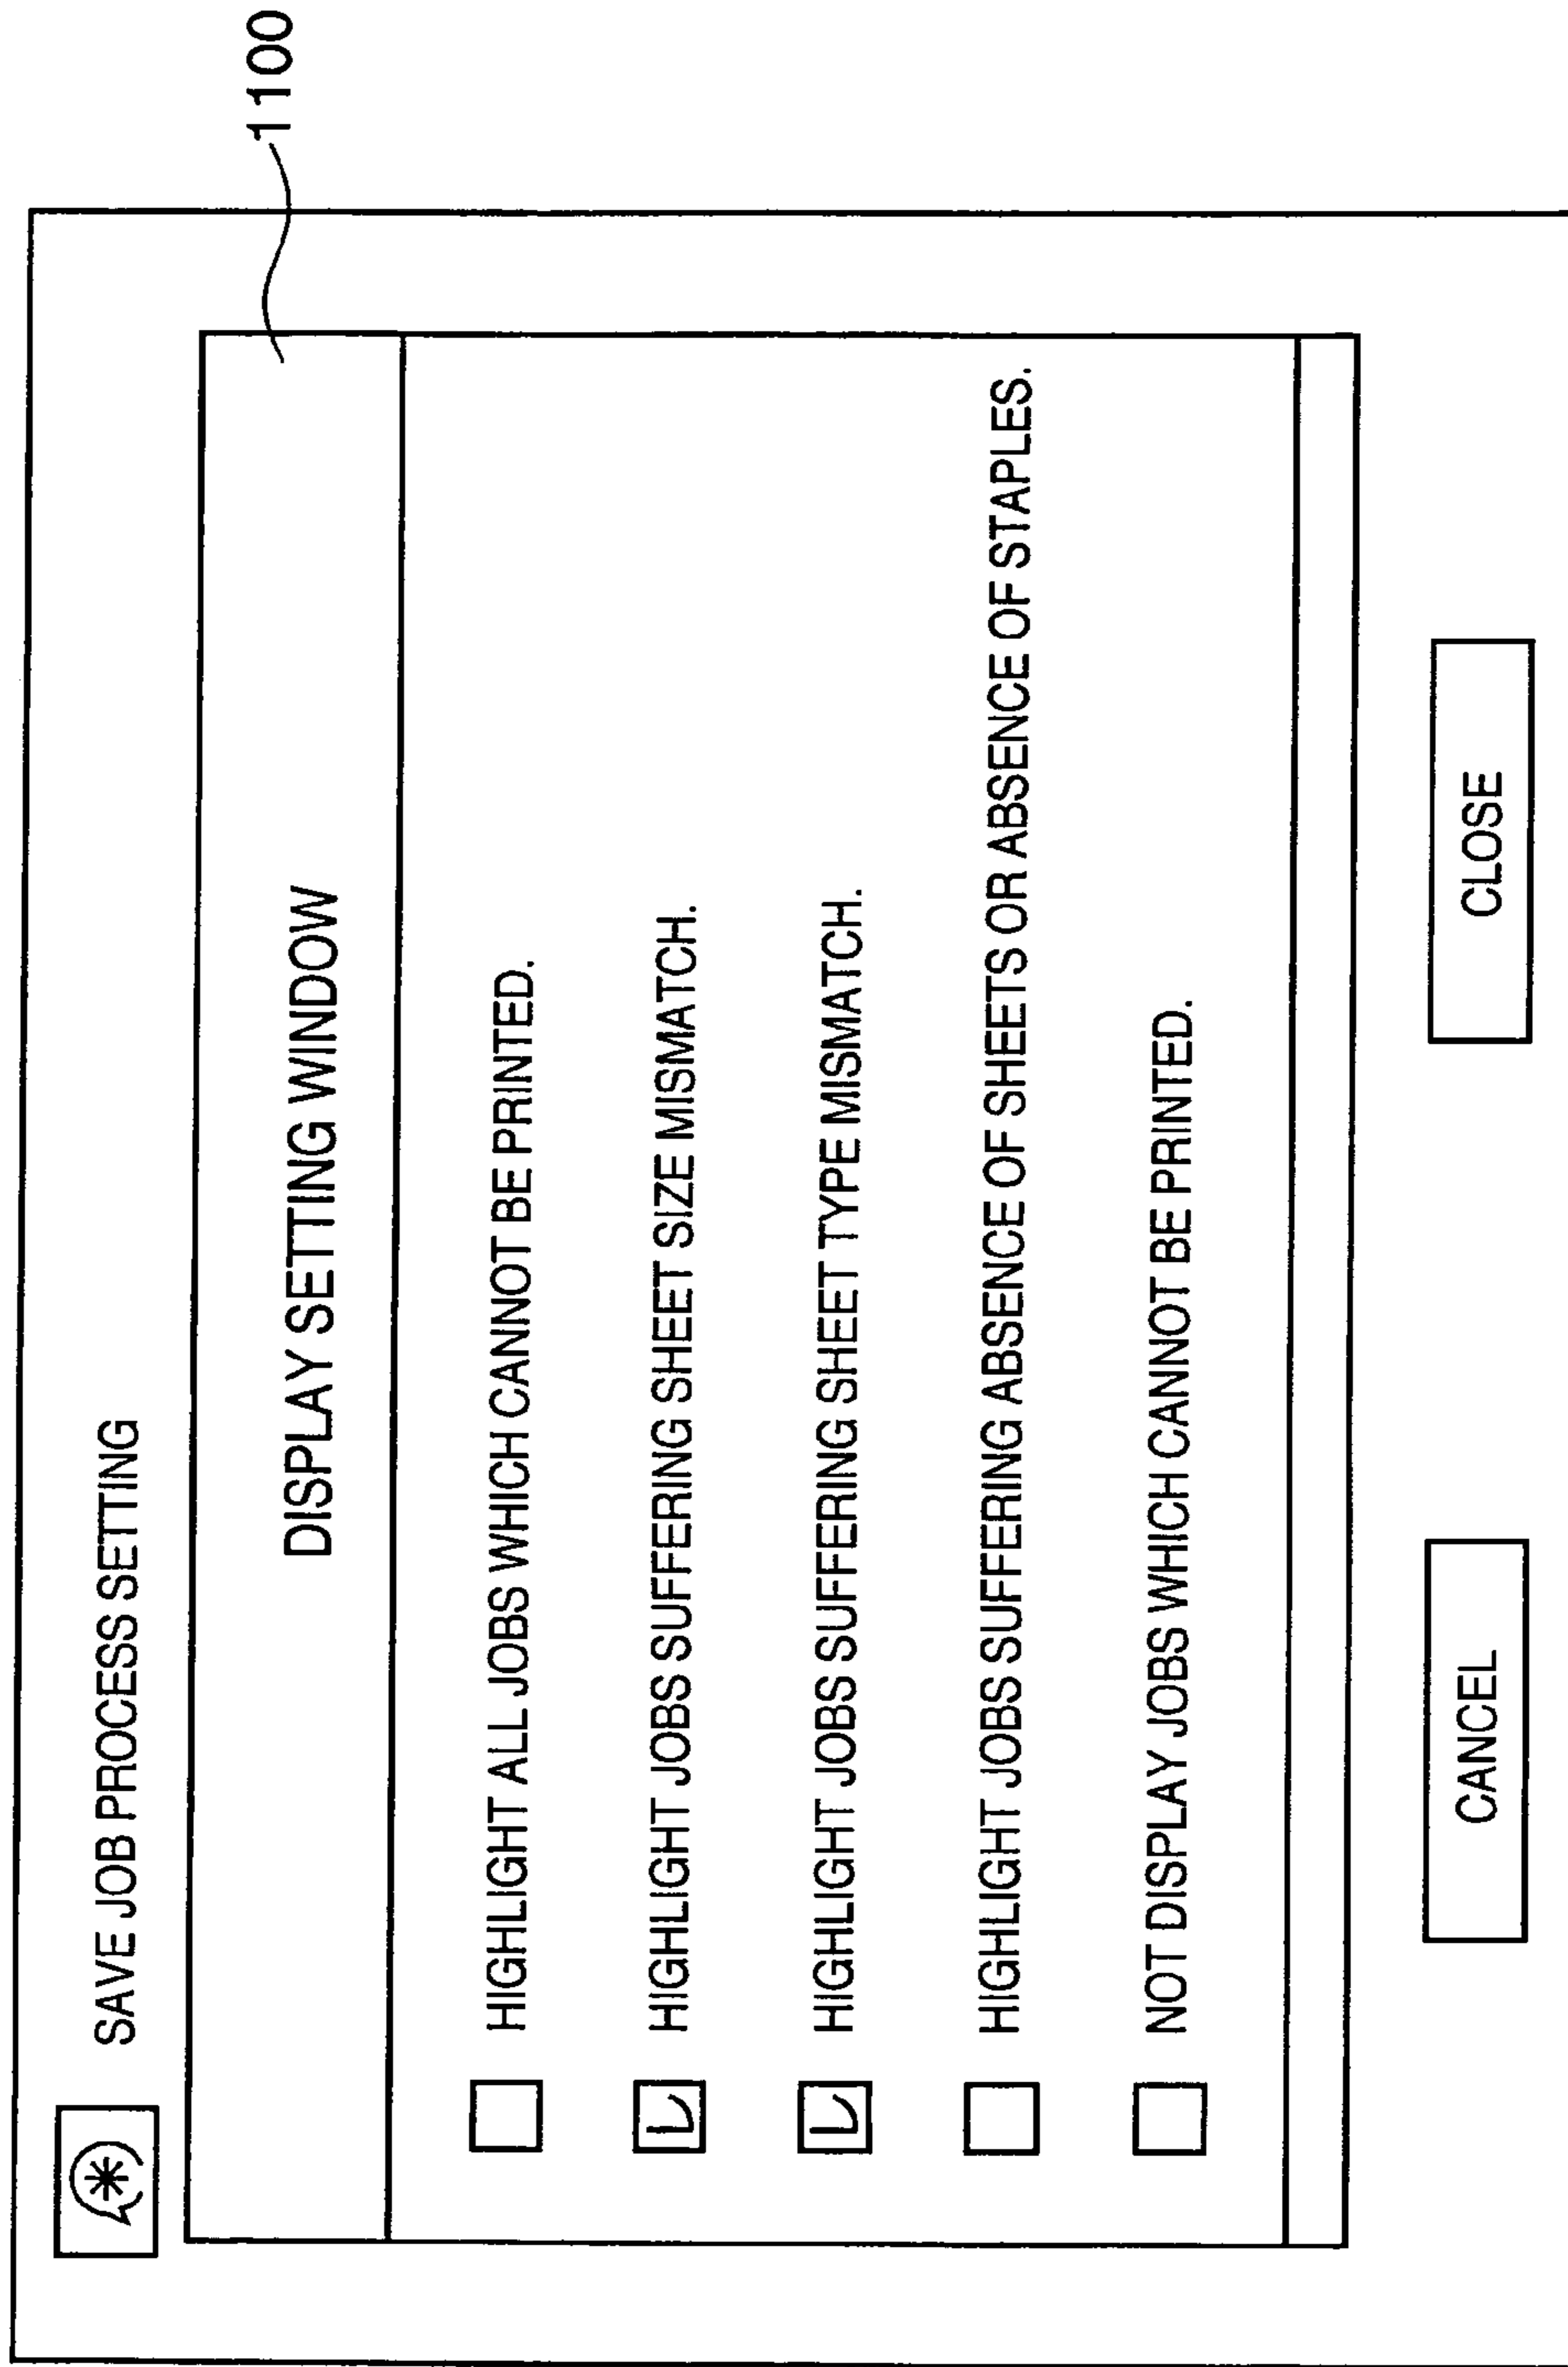 1100
SAVE JOB PROCESS SETTING
DISPLAY SETTING WINDOW
HIGHLIGHT ALL JOBS WHICH CANNOT BE PRINTED.
HIGHLIGHT JOBS SUFFERING SHEET SIZE MISMATCH.
HIGHLIGHT JOBS SUFFERING SHEET TYPE MISMATCH.
HIGHLIGHT JOBS SUFFERING ABSENCE OF SHEETS OR ABSENCE OF STAPLES.
NOT DISPLAY JOBS WHICH CANNOT BE PRINTED.
CANCEL
CLOSE